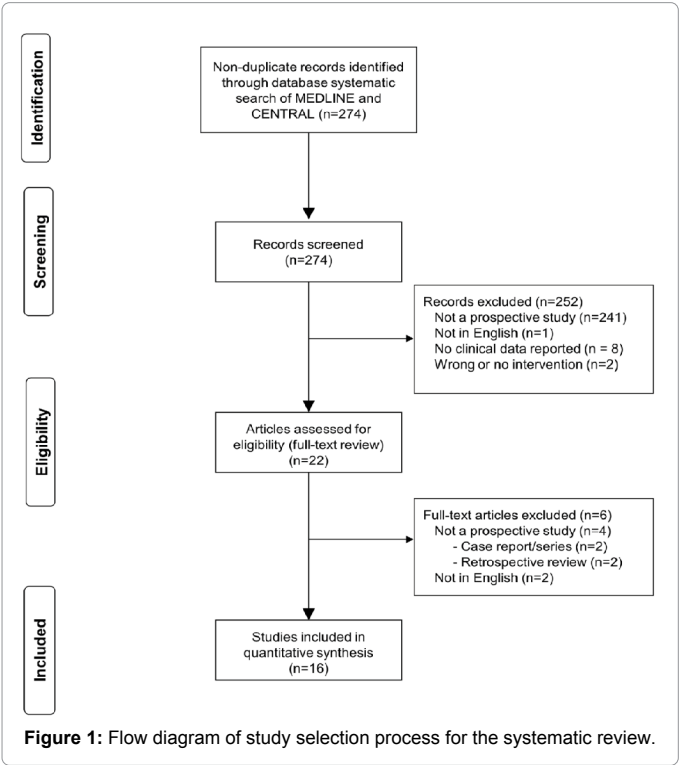 Identification
Non-duplicate records identified
through database systematic
search of MEDLINE and
CENTRAL (n=274)
Screening
Records screened
(n=274)
Records excluded (n=252)
Not a prospective study (n=241)
Not in English (n=1)
No clinical data reported (n = 8)
Wrong or no intervention (n=2)
Eligibility
Articles assessed for
eligibility (full-text review)
(n=22)
Full-text articles excluded (n=6)
Not a prospective study (n=4)
- Case report/series (n=2)
- Retrospective review (n=2)
Not in English (n=2)
Included
Studies included in
quantitative synthesis
(n=16)
Figure 1: Flow diagram of study selection process for the systematic review.